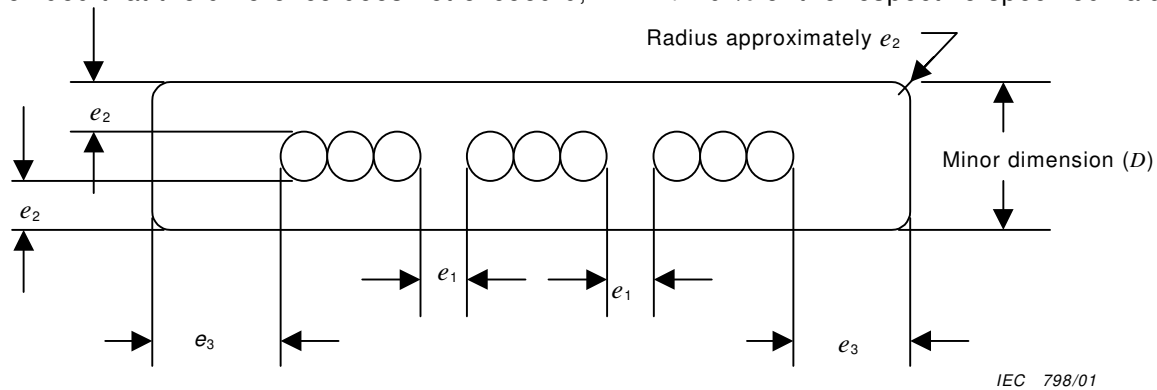 Radius approximately e2
e2
Minor dimension (D)
e2
e1
e1
e3
e3
IEC 798/01